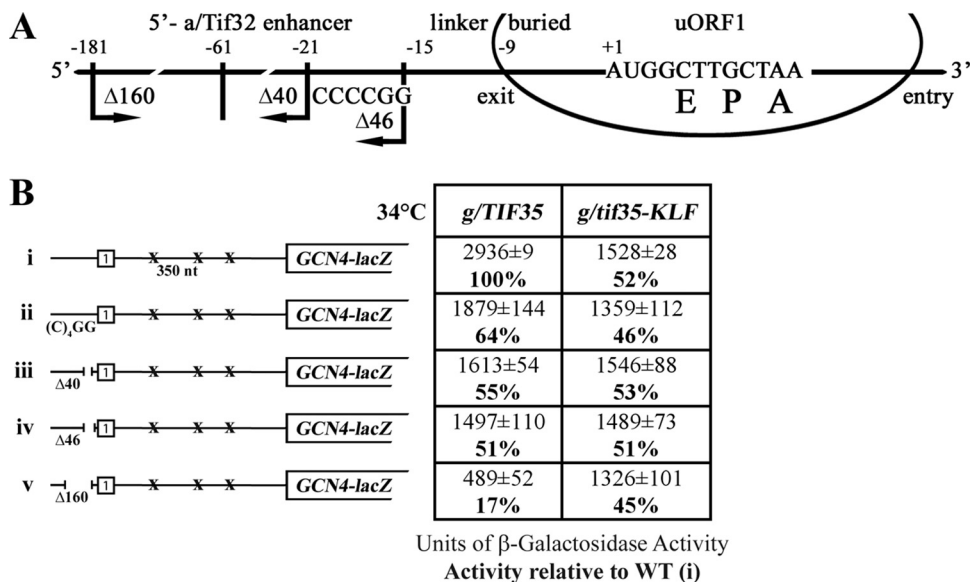 A
5’- a/Tif32 enhancer linker buried uORF1
-181 -61 -21 -15 -9 +1
5’ AUGGCTTGCTAA 3’
Δ160 Δ40 CCCCGG exit E P A entry
Δ46
B
34°C g/TIF35 g/tif35-KLF
i 1 x x x GCN4-lacZ 2936±9 1528±28
350 nt 100% 52%
ii 1 x x x GCN4-lacZ 1879±144 1359±112
(C)4GG 64% 46%
iii 1 x x x GCN4-lacZ 1613±54 1546±88
Δ40 55% 53%
iv 1 x x x GCN4-lacZ 1497±110 1489±73
Δ46 51% 51%
v 1 x x x GCN4-lacZ 489±52 1326±101
Δ160 17% 45%
Units of β-Galactosidase Activity
Activity relative to WT (i)